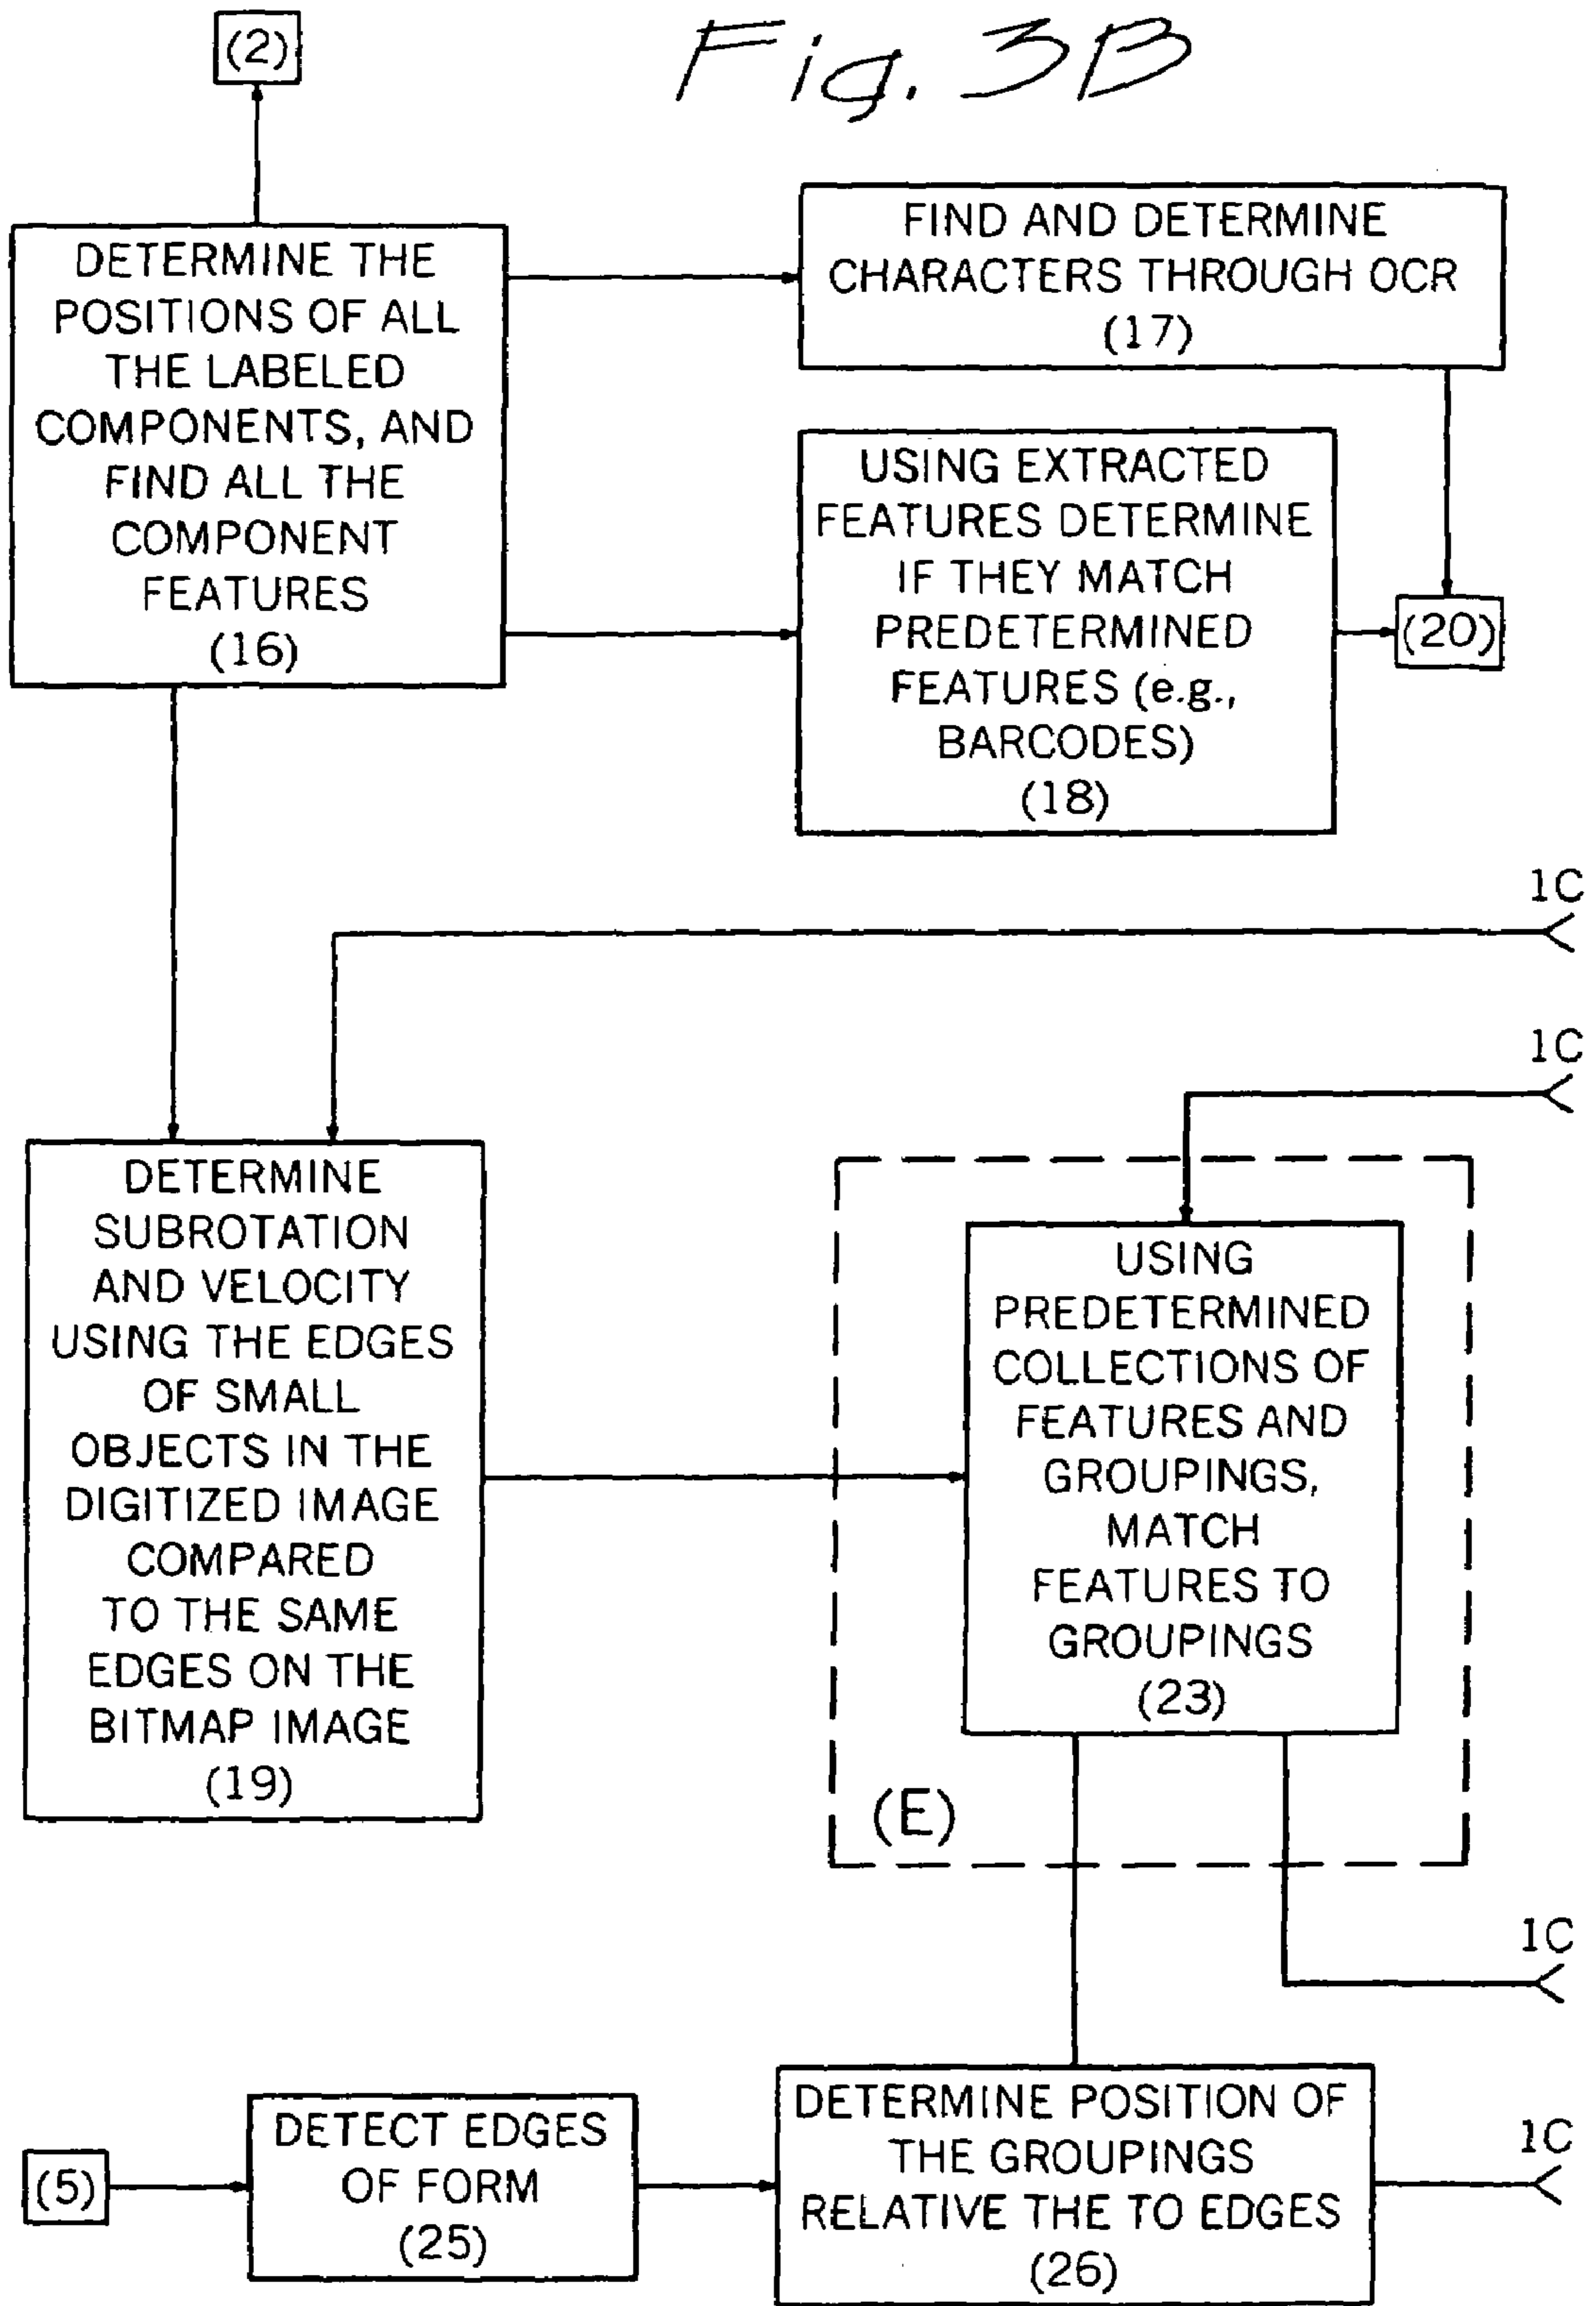 Fig. 3B
(2)
DETERMINE THE
POSITIONS OF ALL
THE LABELED
COMPONENTS, AND
FIND ALL THE
COMPONENT
FEATURES
(16)
FIND AND DETERMINE
CHARACTERS THROUGH OCR
(17)
USING EXTRACTED
FEATURES DETERMINE
IF THEY MATCH
PREDETERMINED
FEATURES (e.g.,
BARCODES)
(18)
(20)
1C
1C
DETERMINE
SUBROTATION
AND VELOCITY
USING THE EDGES
OF SMALL
OBJECTS IN THE
DIGITIZED IMAGE
COMPARED
TO THE SAME
EDGES ON THE
BITMAP IMAGE
(19)
USING
PREDETERMINED
COLLECTIONS OF
FEATURES AND
GROUPINGS,
MATCH
FEATURES TO
GROUPINGS
(23)
(E)
1C
(5)
DETECT EDGES
OF FORM
(25)
DETERMINE POSITION OF
THE GROUPINGS
RELATIVE THE TO EDGES
(26)
1C